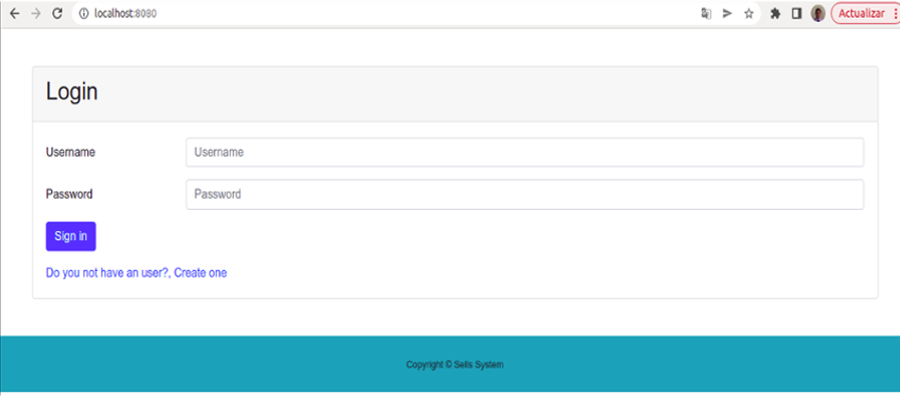 localhost:8080
Actualizar
Login
Username
Username
Password
Password
Sign in
Do you not have an user?, Create one
Copyright © Sells System